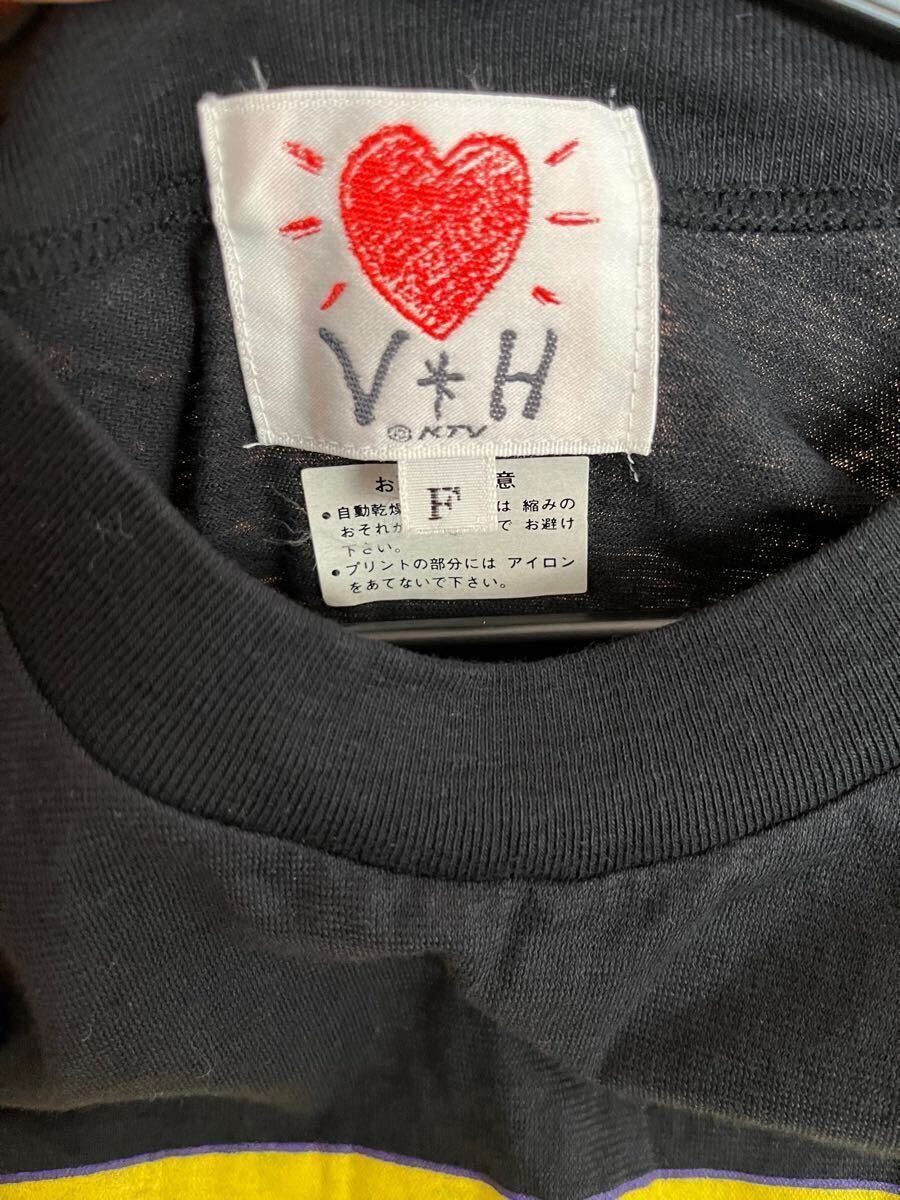 V*H
©KTV
F
お 意
・自動乾燥 は 縮みの
おそれが で お避け
下さい。
・プリントの部分には アイロン
をあてないで下さい。